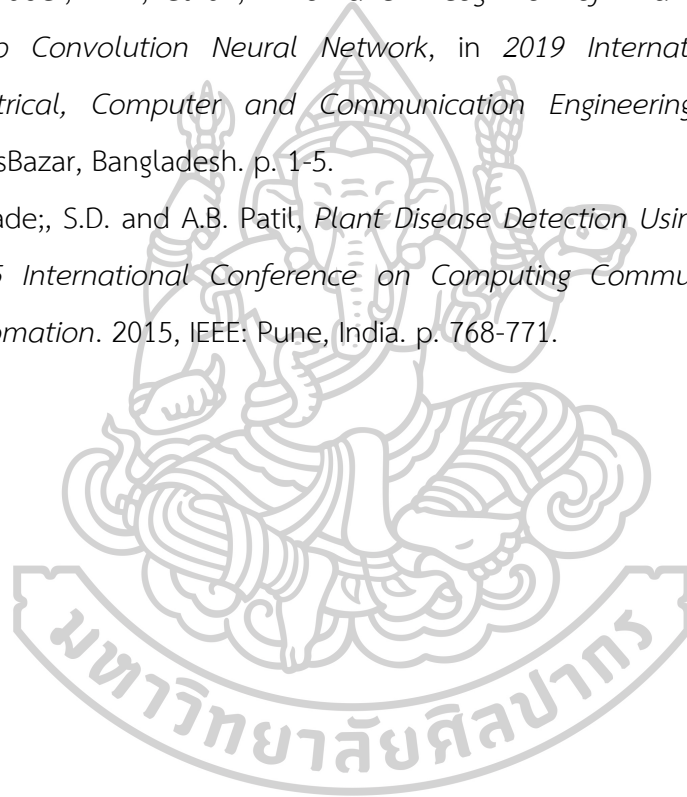 Convolution Neural Network, in 2019 Internat
trical, Computer and Communication Engineering
sBazar, Bangladesh. p. 1-5.
ade;, S.D. and A.B. Patil, Plant Disease Detection Usin
International Conference on Computing Commu
omation. 2015, IEEE: Pune, India. p. 768-771.
มหาวิทยาลัยศิลปากร